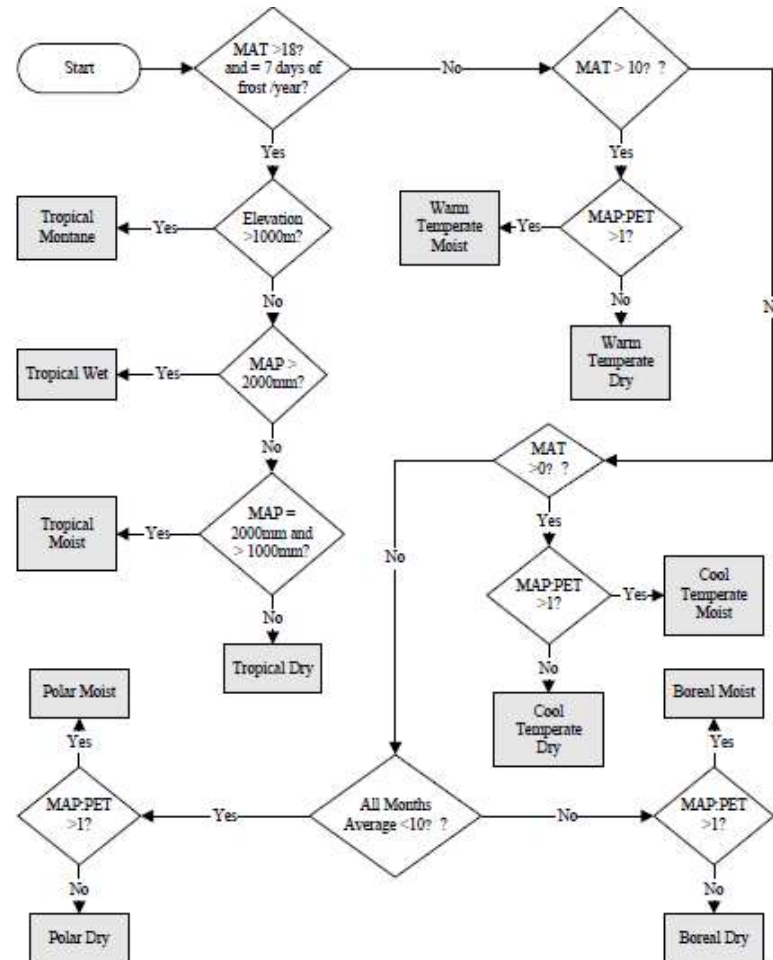 Start
MAT >18?
and = 7 days of
frost /year?
No
MAT > 10?  ?
Yes
Yes
Tropical
Montane
Yes
Elevation
>1000m?
Warm
Temperate
Moist
Yes
MAP:PET
>1?
No
No
Warm
Temperate
Dry
Tropical Wet
Yes
MAP >
2000mm?
No
MAT
>0?  ?
Yes
Tropical
Moist
Yes
MAP =
2000mm and
> 1000mm?
No
No
MAP:PET
>1?
Yes
Cool
Temperate
Moist
No
Tropical Dry
Cool
Temperate
Dry
Polar Moist
Yes
MAP:PET
>1?
Yes
All Months
Average <10?  ?
No
Boreal Moist
Yes
MAP:PET
>1?
No
No
Polar Dry
Boreal Dry